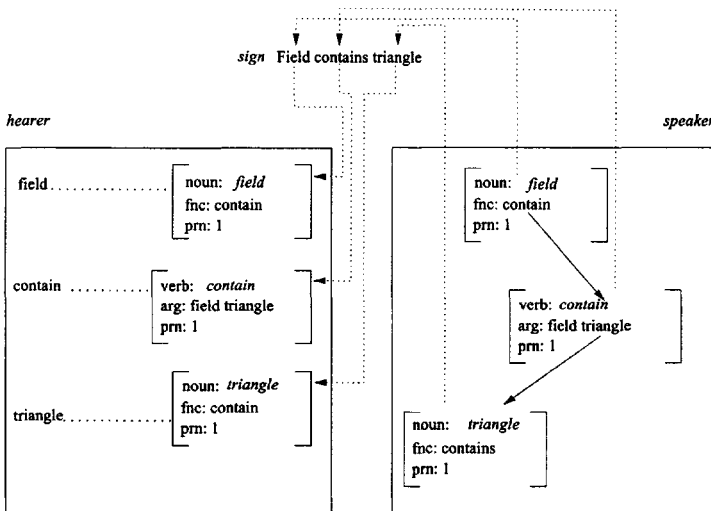 sign Field contains triangle
hearer
speaker
field
noun: field
fnc: contain
prn: 1
contain
verb: contain
arg: field triangle
prn: 1
triangle
noun: triangle
fnc: contain
prn: 1
noun: field
fnc: contain
prn: 1
verb: contain
arg: field triangle
prn: 1
noun: triangle
fnc: contains
prn: 1